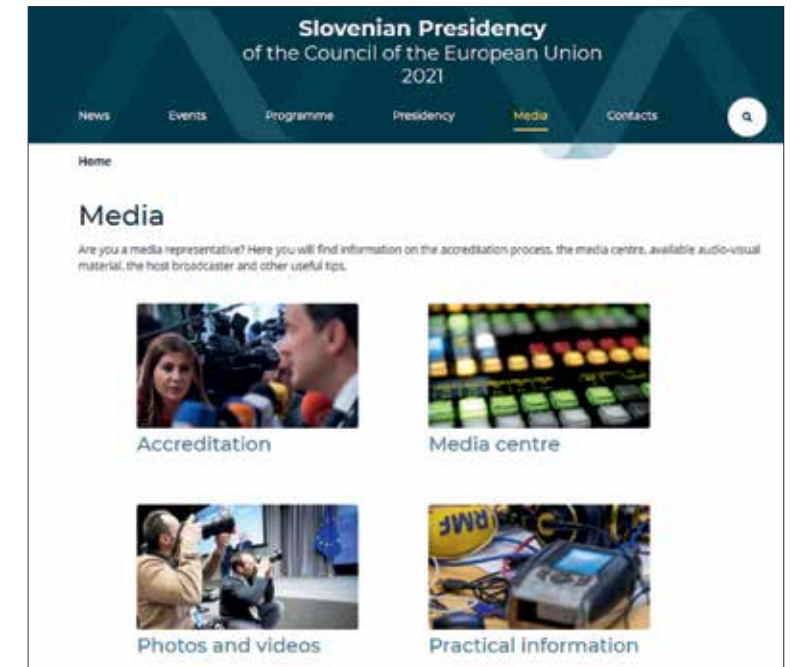 Slovenian Presidency
of the Council of the European Union
2021
News Events Programme Presidency Media Contacts
Home
Media
Are you a media representative? Here you will find information on the accreditation process, the media centre, available audio-visual
material, the host broadcaster and other useful tips.
Accreditation Media centre
RMF
Photos and videos Practical information